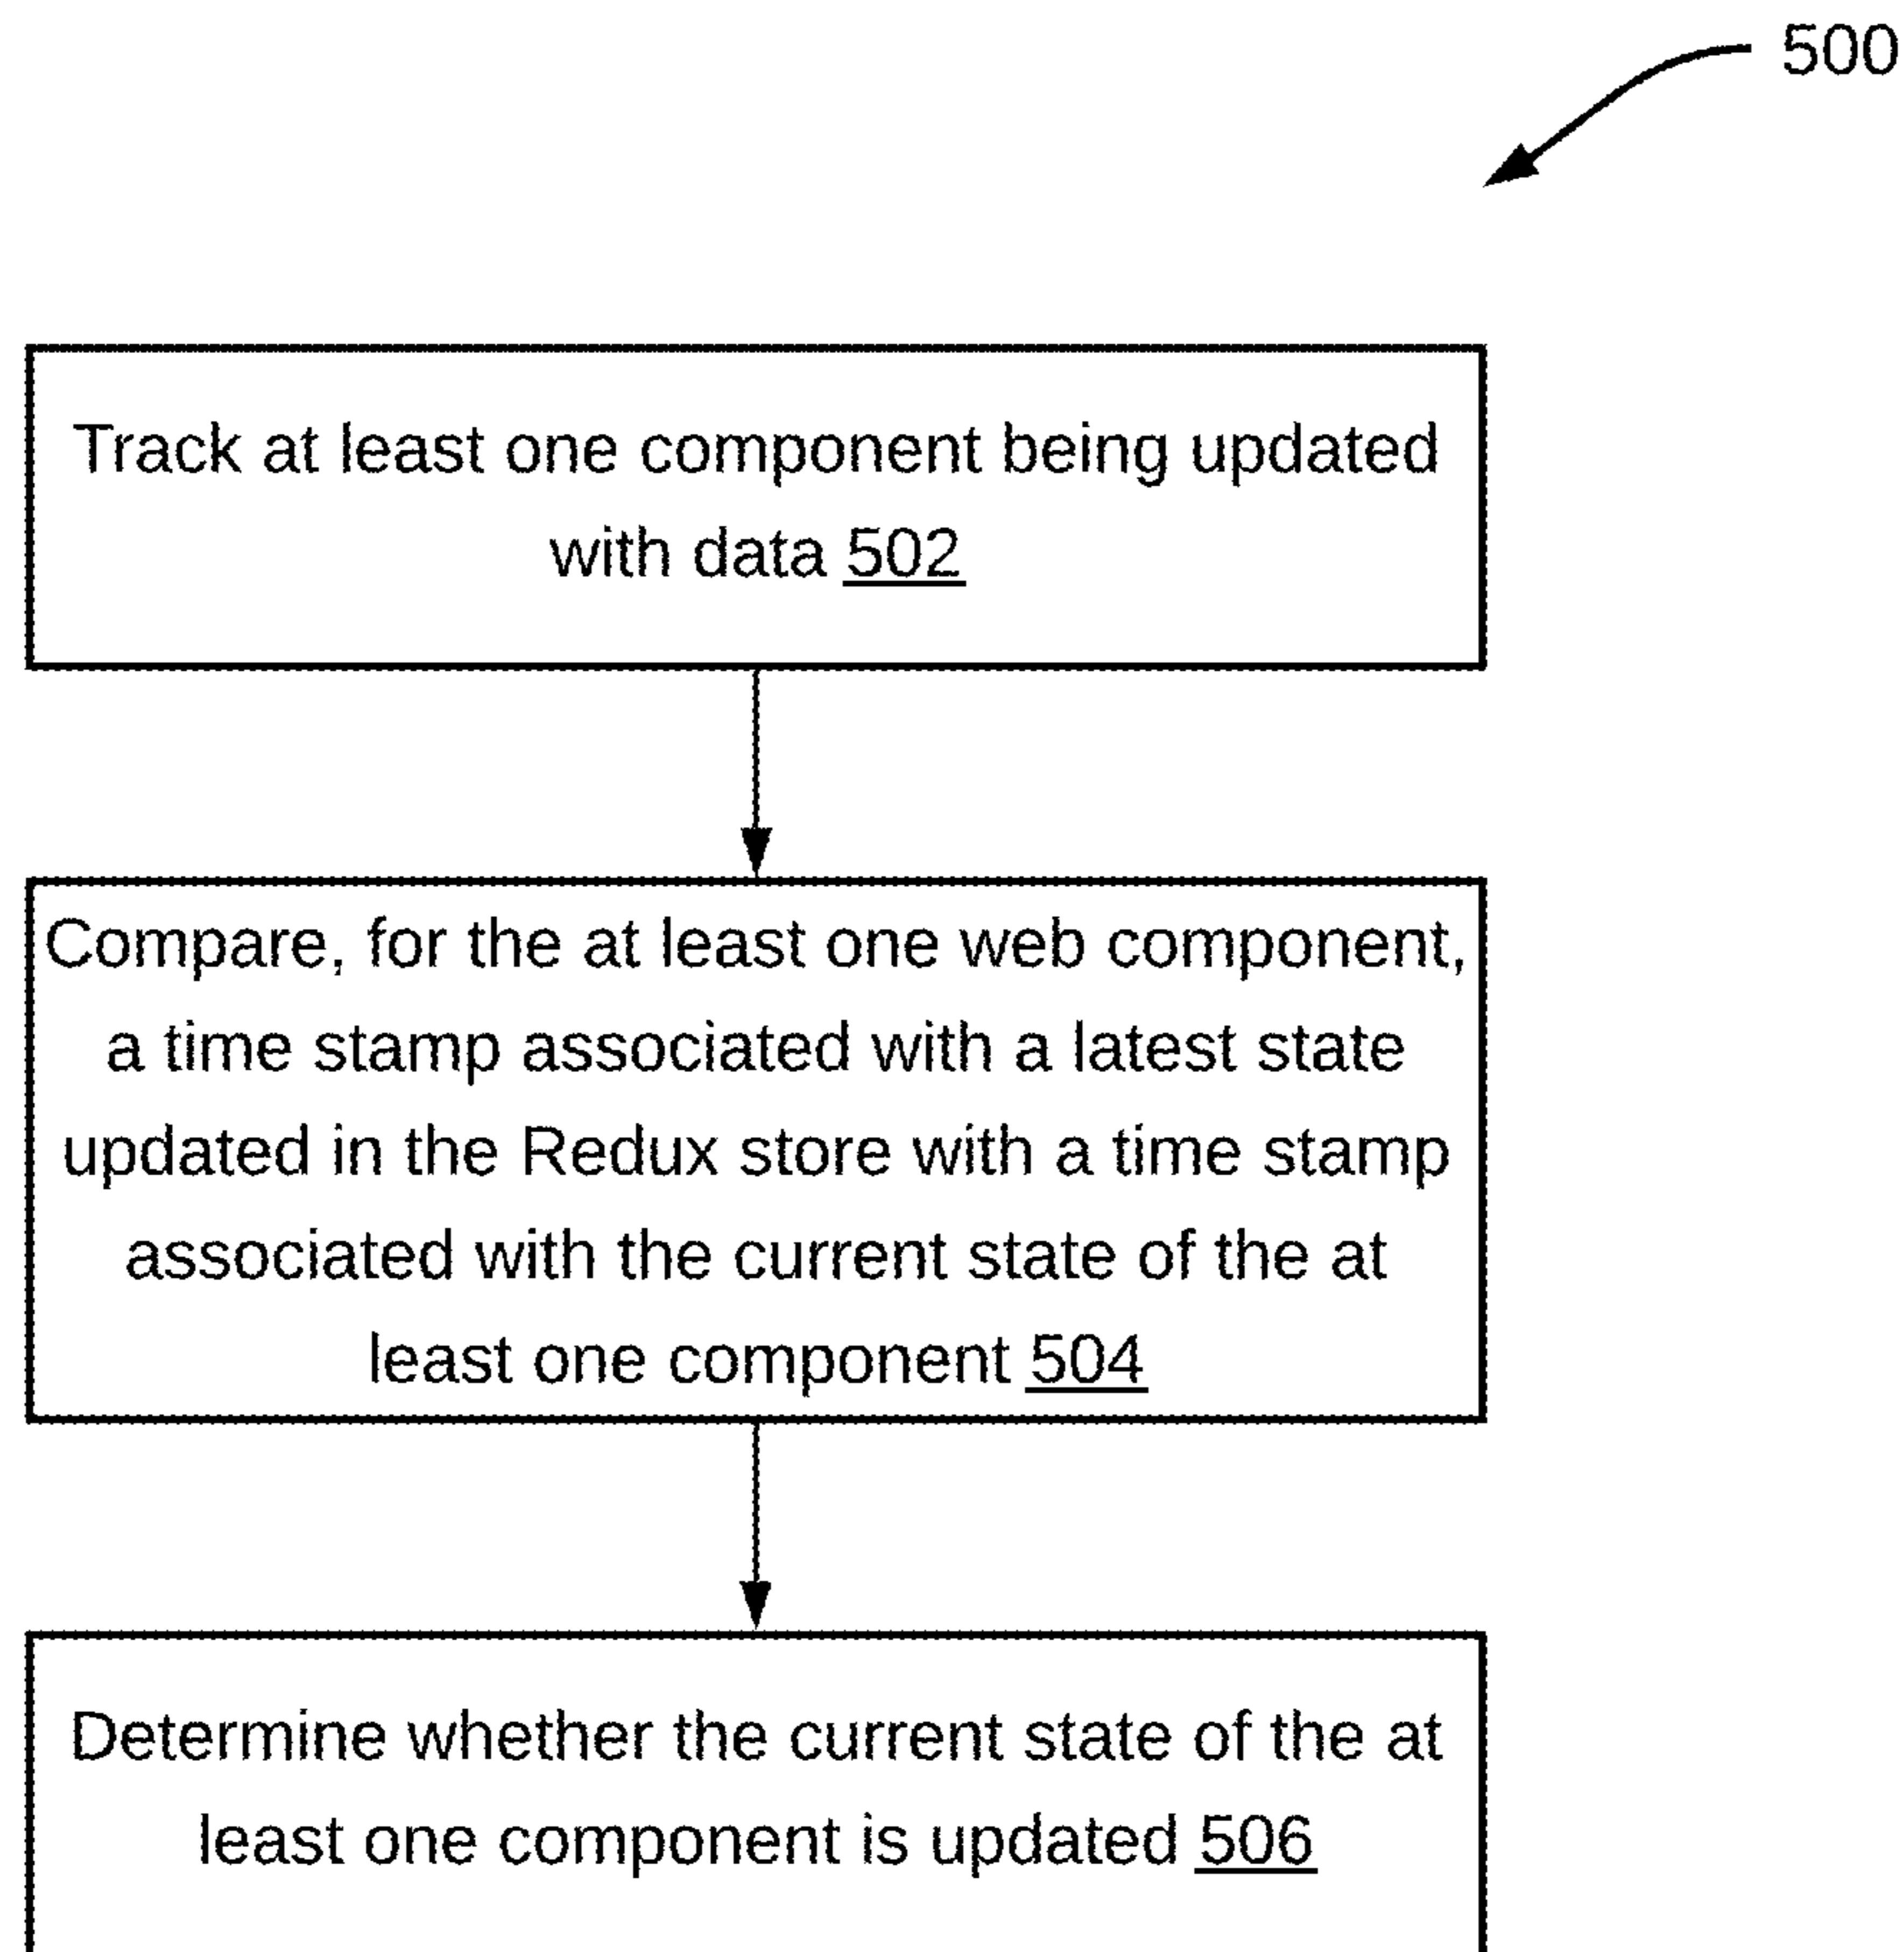 500
Track at least one component being updated
with data 502
Compare, for the at least one web component,
a time stamp associated with a latest state
updated in the Redux store with a time stamp
associated with the current state of the at
least one component 504
Determine whether the current state of the at
least one component is updated 506